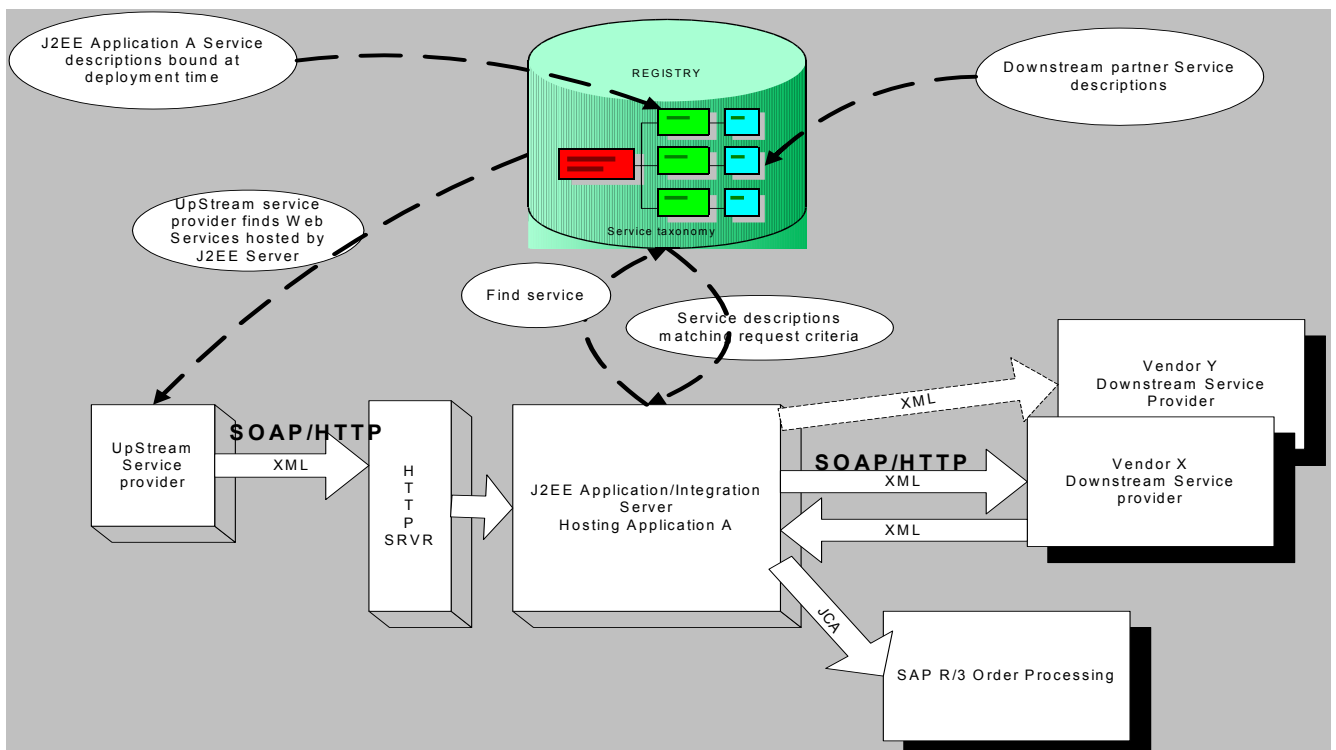 J2EE Application A Service
descriptions bound at
deployment time
REGISTRY
Service taxonomy
Downstream partner Service
descriptions
UpStream service
provider finds Web
Services hosted by
J2EE Server
Find service
Service descriptions
matching request criteria
UpStream
Service
provider
SOAP/HTTP
XML
H
T
T
P
SRVR
J2EE Application/Integration
Server
Hosting Application A
XML
Vendor Y
Downstream Service
Provider
SOAP/HTTP
XML
XML
Vendor X
Downstream Service
provider
JCA
SAP R/3 Order Processing